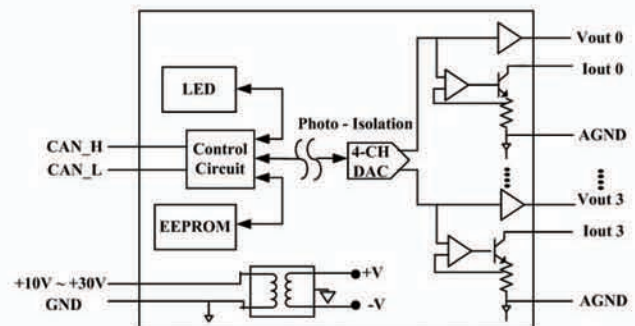 Vout 0
Iout 0
LED
Photo - Isolation
CAN_H
CAN_L
Control
Circuit
4-CH
DAC
AGND
Vout 3
EEPROM
Iout 3
+10V ~ +30V
+V
GND
-V
AGND